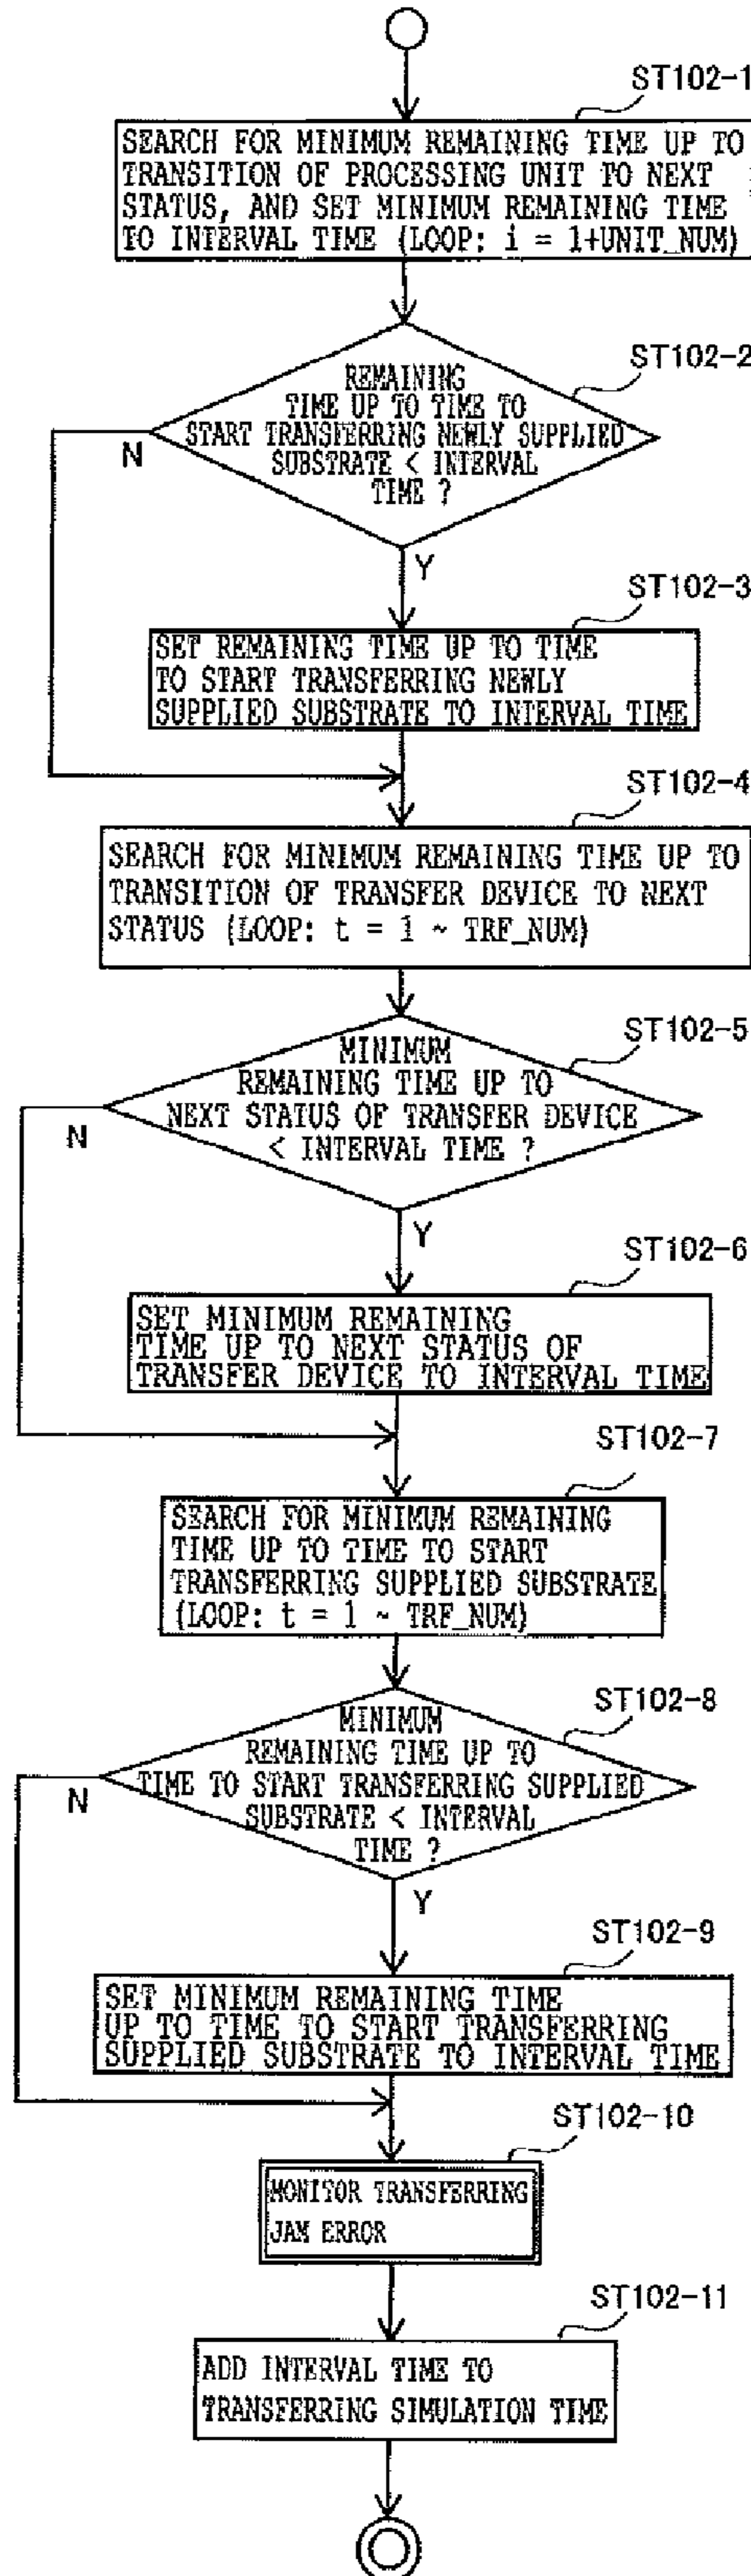 ST102-1
SEARCH FOR MINIMUM REMAINING TIME UP TO
TRANSITION OF PROCESSING UNIT TO NEXT
STATUS, AND SET MINIMUM REMAINING TIME
TO INTERVAL TIME (LOOP: i = 1+UNIT_NUM)
ST102-2
REMAINING
TIME UP TO TIME TO
START TRANSFERRING NEWLY SUPPLIED
SUBSTRATE < INTERVAL
TIME ?
N
Y
ST102-3
SET REMAINING TIME UP TO TIME
TO START TRANSFERRING NEWLY
SUPPLIED SUBSTRATE TO INTERVAL TIME
ST102-4
SEARCH FOR MINIMUM REMAINING TIME UP TO
TRANSITION OF TRANSFER DEVICE TO NEXT
STATUS (LOOP: t = 1 ~ TRF_NUM)
ST102-5
MINIMUM
REMAINING TIME UP TO
NEXT STATUS OF TRANSFER DEVICE
< INTERVAL TIME ?
N
Y
ST102-6
SET MINIMUM REMAINING
TIME UP TO NEXT STATUS OF
TRANSFER DEVICE TO INTERVAL TIME
ST102-7
SEARCH FOR MINIMUM REMAINING
TIME UP TO TIME TO START
TRANSFERRING SUPPLIED SUBSTRATE
(LOOP: t = 1 ~ TRF_NUM)
ST102-8
MINIMUM
REMAINING TIME UP TO
TIME TO START TRANSFERRING SUPPLIED
SUBSTRATE < INTERVAL
TIME ?
N
Y
ST102-9
SET MINIMUM REMAINING TIME
UP TO TIME TO START TRANSFERRING
SUPPLIED SUBSTRATE TO INTERVAL TIME
ST102-10
MONITOR TRANSFERRING
JAM ERROR
ST102-11
ADD INTERVAL TIME TO
TRANSFERRING SIMULATION TIME